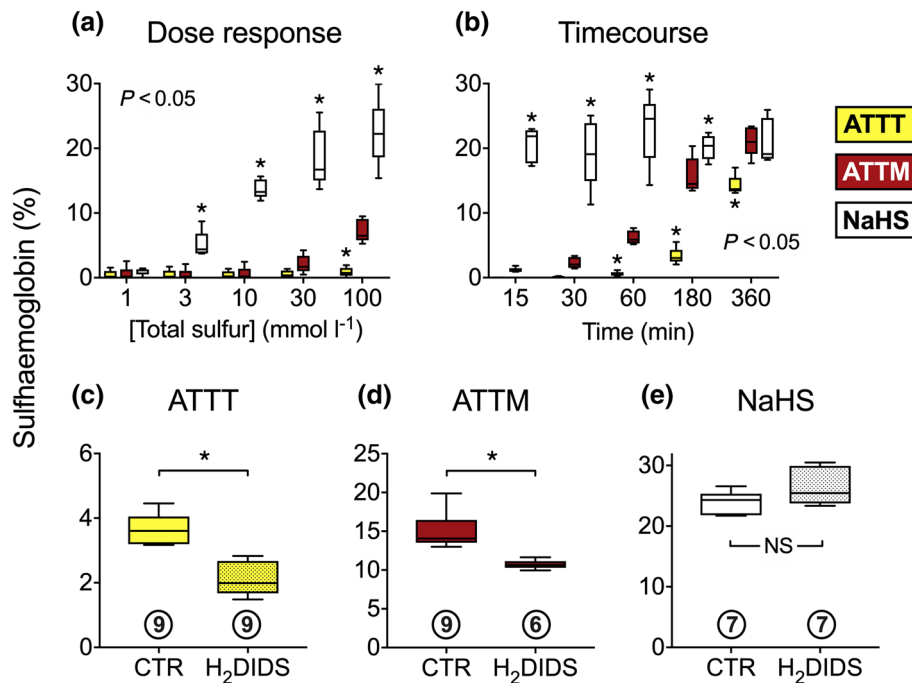 (a) Dose response
(b) Timecourse
Sulfhaemoglobin (%)
30
20
10
0
P < 0.05
* * * * *
1 3 10 30 100
[Total sulfur] (mmol l⁻¹)
30
20
10
0
* * * * * * *
P < 0.05
15 30 60 180 360
Time (min)
ATTT
ATTM
NaHS
(c) ATTT
6
4
2
0
*
9 9
CTR H₂DIDS
(d) ATTM
25
20
15
10
5
0
*
9 6
CTR H₂DIDS
(e) NaHS
30
20
10
0
NS
7 7
CTR H₂DIDS